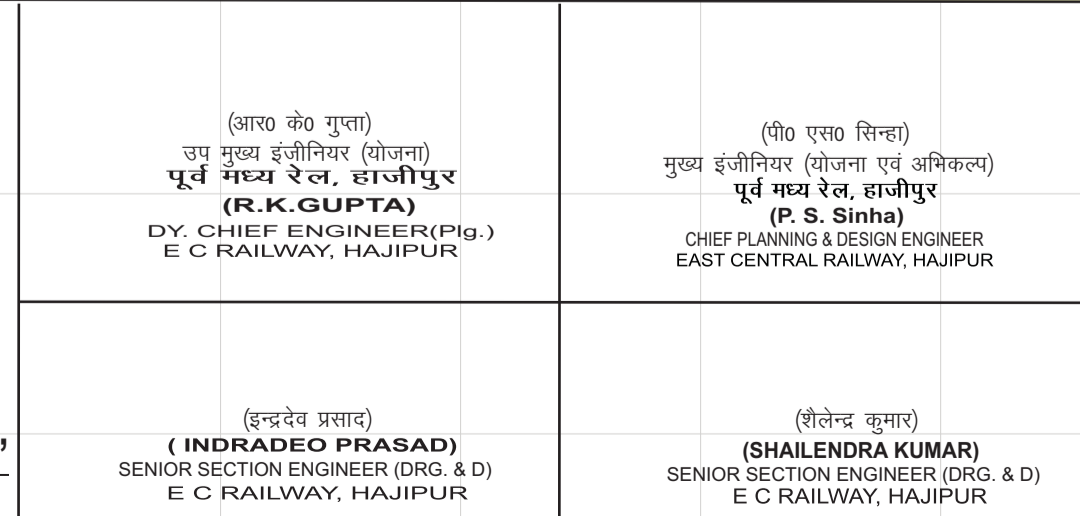 (आर0 के0 गुप्ता)
उप मुख्य इंजीनियर (योजना)
पूर्व मध्य रेल, हाजीपुर
(R.K.GUPTA)
DY. CHIEF ENGINEER(Plg.)
E C RAILWAY, HAJIPUR
(पी0 एस0 सिन्हा)
मुख्य इंजीनियर (योजना एवं अभिकल्प)
पूर्व मध्य रेल, हाजीपुर
(P. S. Sinha)
CHIEF PLANNING & DESIGN ENGINEER
EAST CENTRAL RAILWAY, HAJIPUR
(इन्द्रदेव प्रसाद)
( INDRADEO PRASAD)
SENIOR SECTION ENGINEER (DRG. & D)
E C RAILWAY, HAJIPUR
(शैलेन्द्र कुमार)
(SHAILENDRA KUMAR)
SENIOR SECTION ENGINEER (DRG. & D)
E C RAILWAY, HAJIPUR